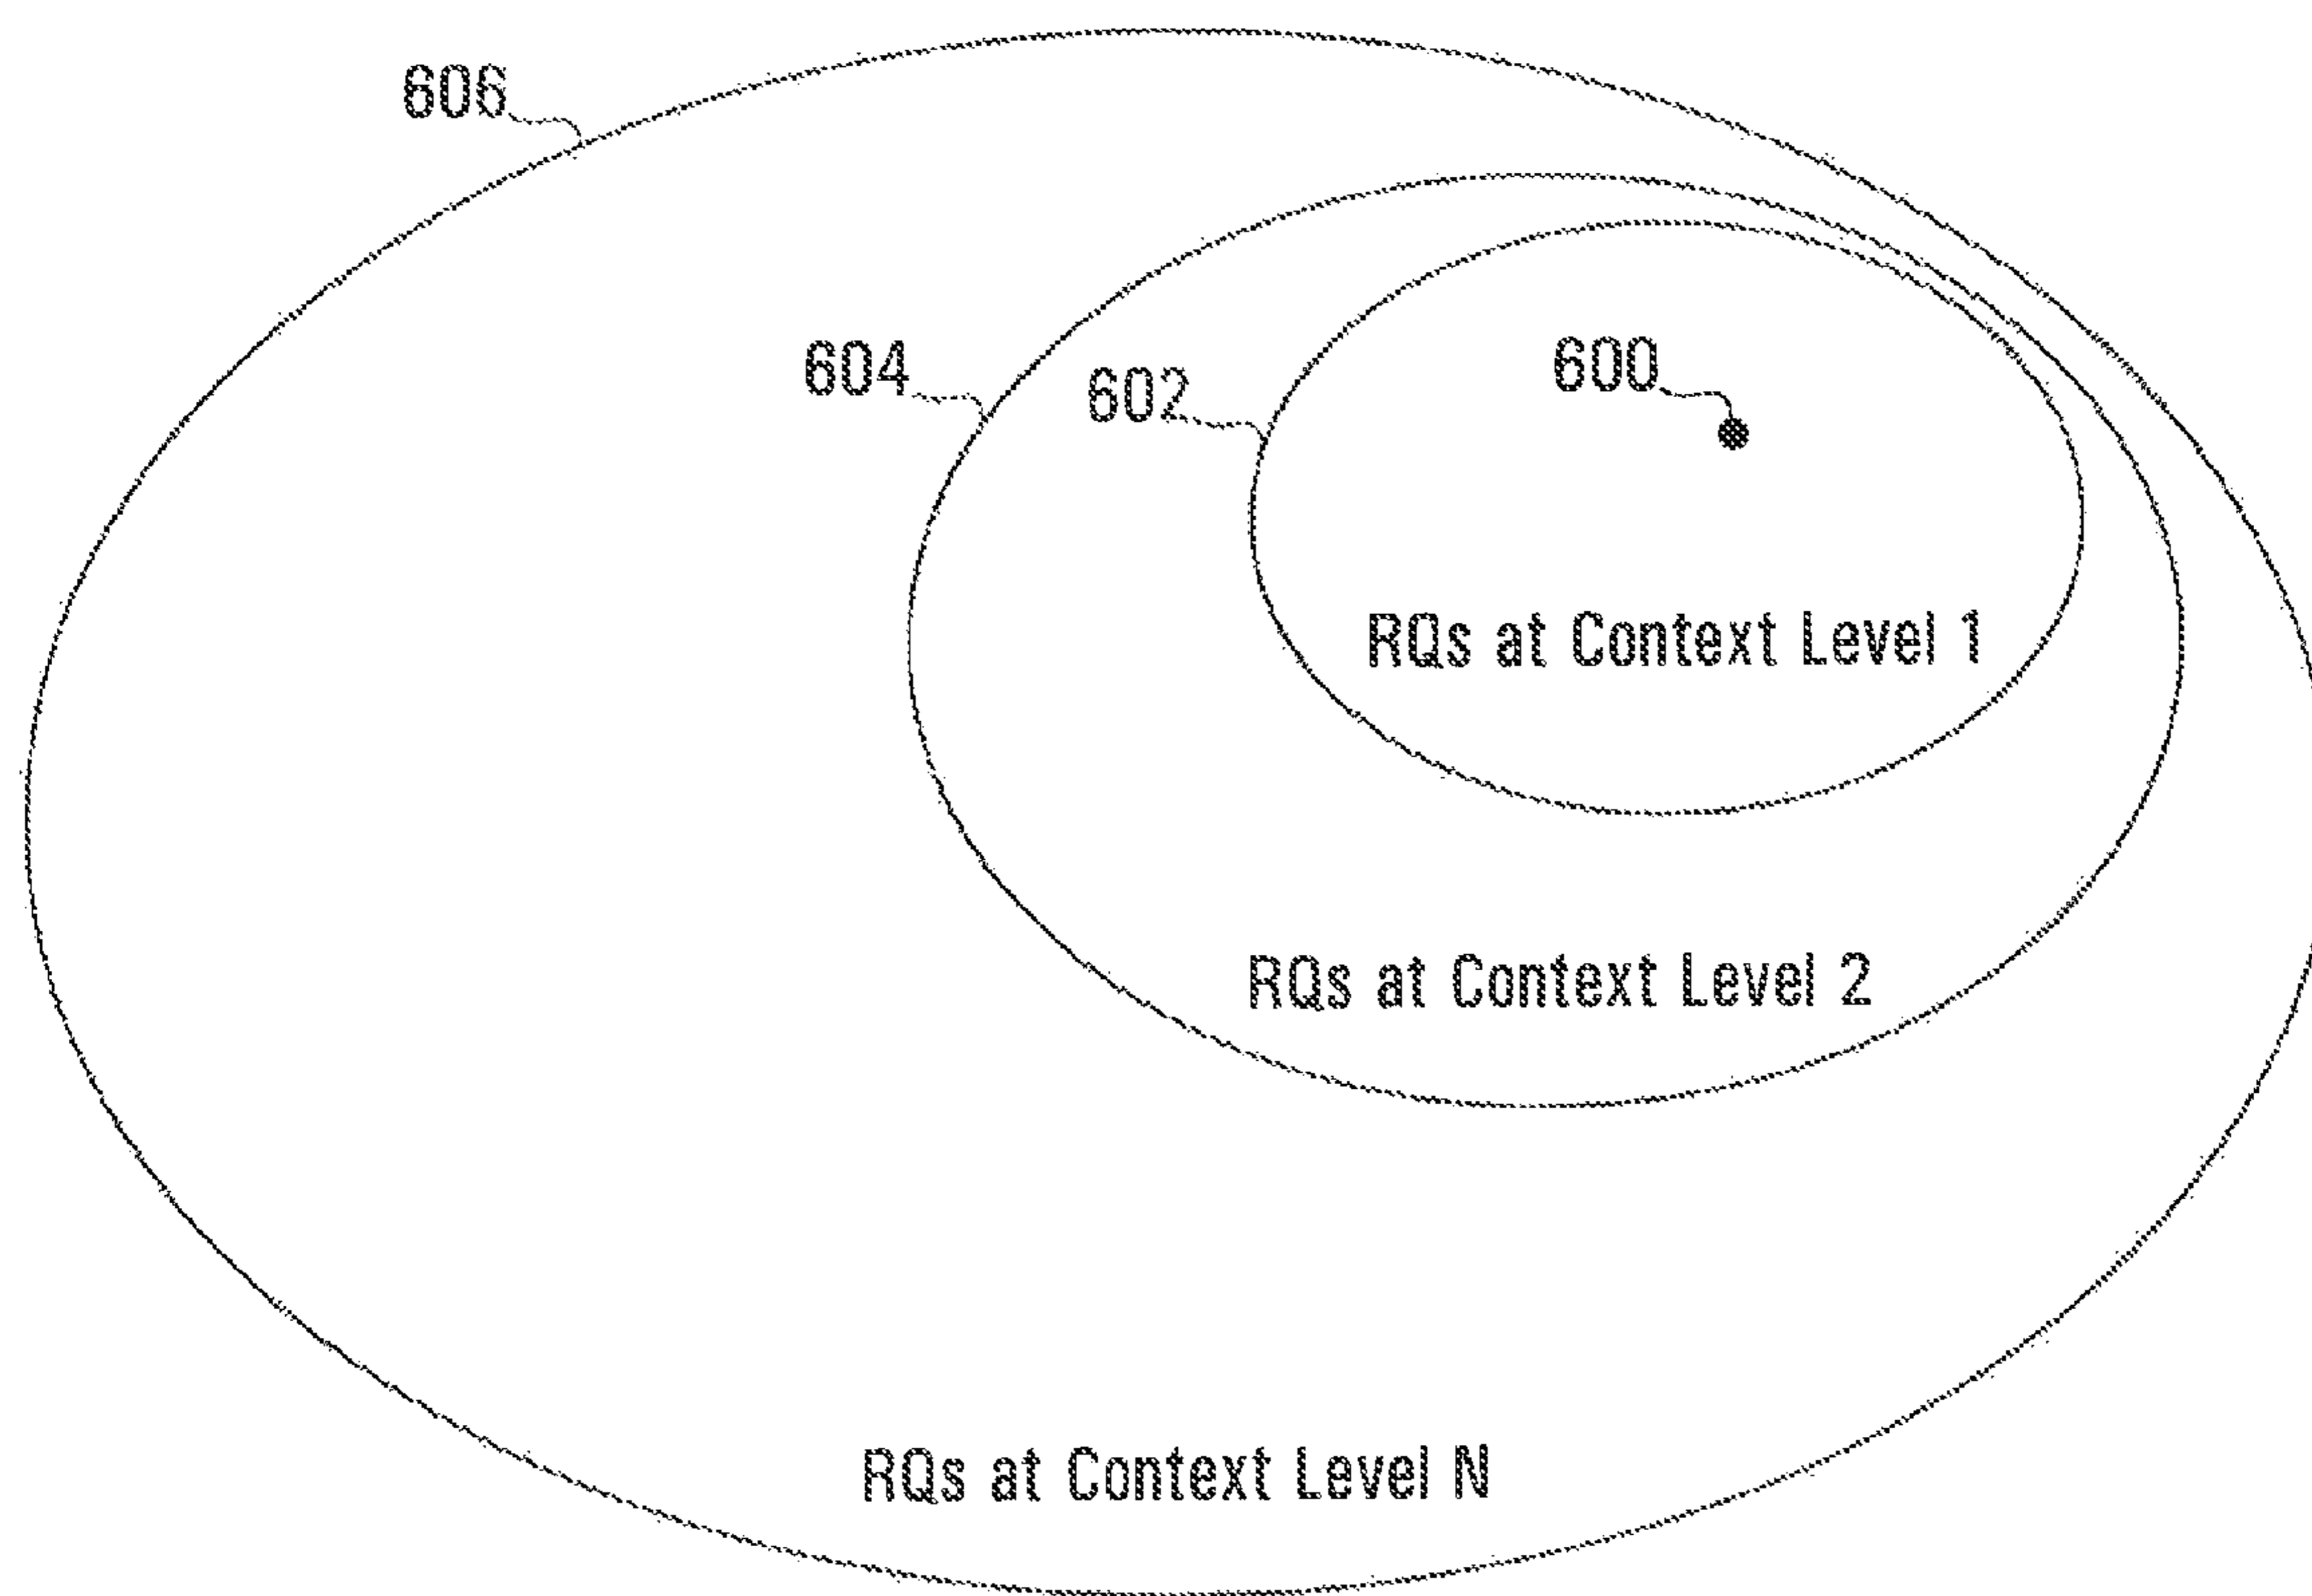 606
604
602
600
RQs at Context Level 1
RQs at Context Level 2
RQs at Context Level N